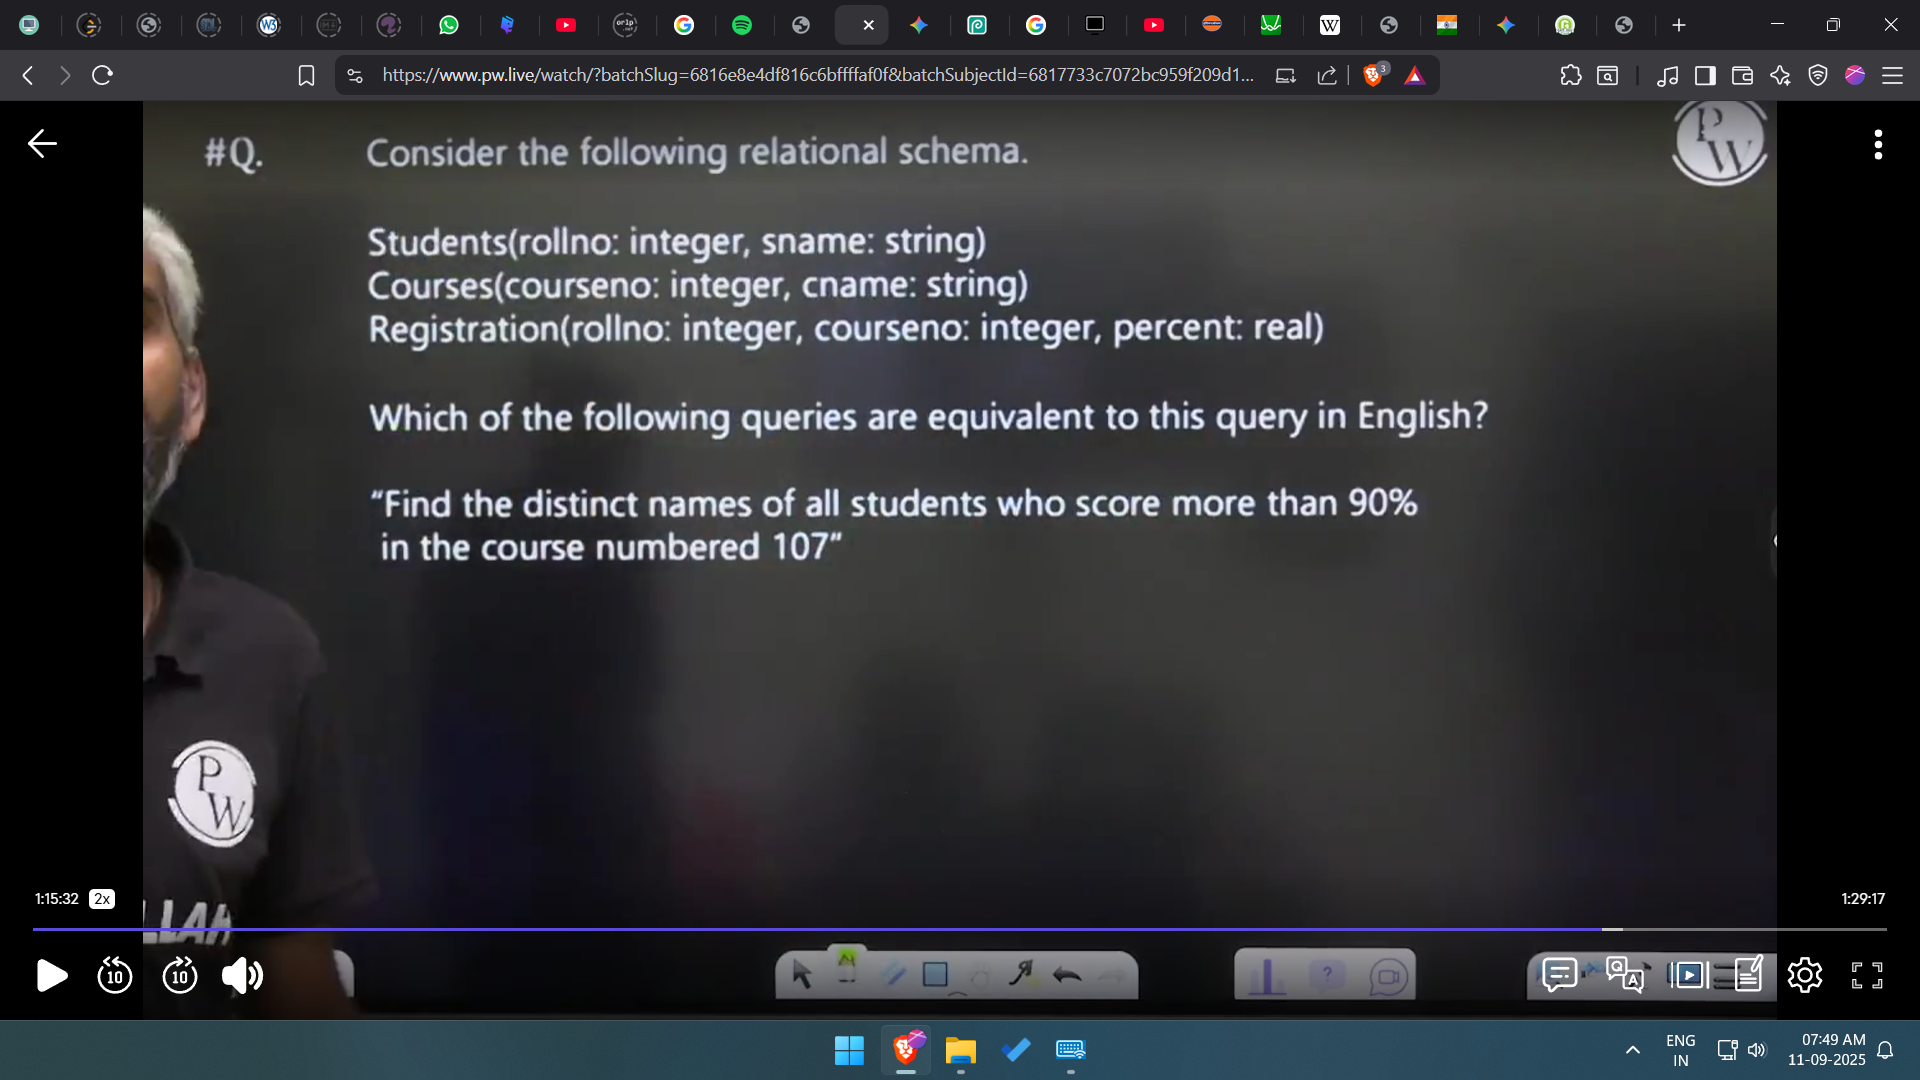 https://www.pw.live/watch/?batchSlug=6816e8e4df816c6bffffaf0f&batchSubjectId=6817733c7072bc959f209d1...
3
#Q. Consider the following relational schema.
P
W
Students(rollno: integer, sname: string)
Courses(courseno: integer, cname: string)
Registration(rollno: integer, courseno: integer, percent: real)
Which of the following queries are equivalent to this query in English?
“Find the distinct names of all students who score more than 90%
in the course numbered 107”
P
W
LLAH
1:15:32 2x
1:29:17
10
10
?
Q
A
ENG
IN
07:49 AM
11-09-2025